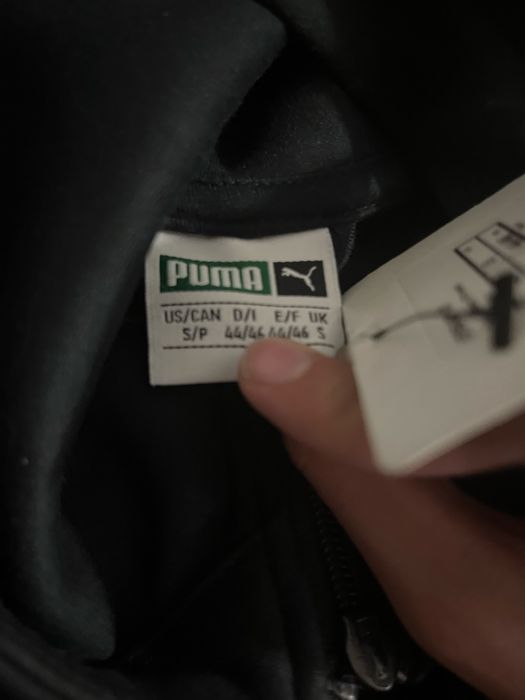 PUMA
US/CAN D/I E/F UK
S/P 44/46 44/46 S